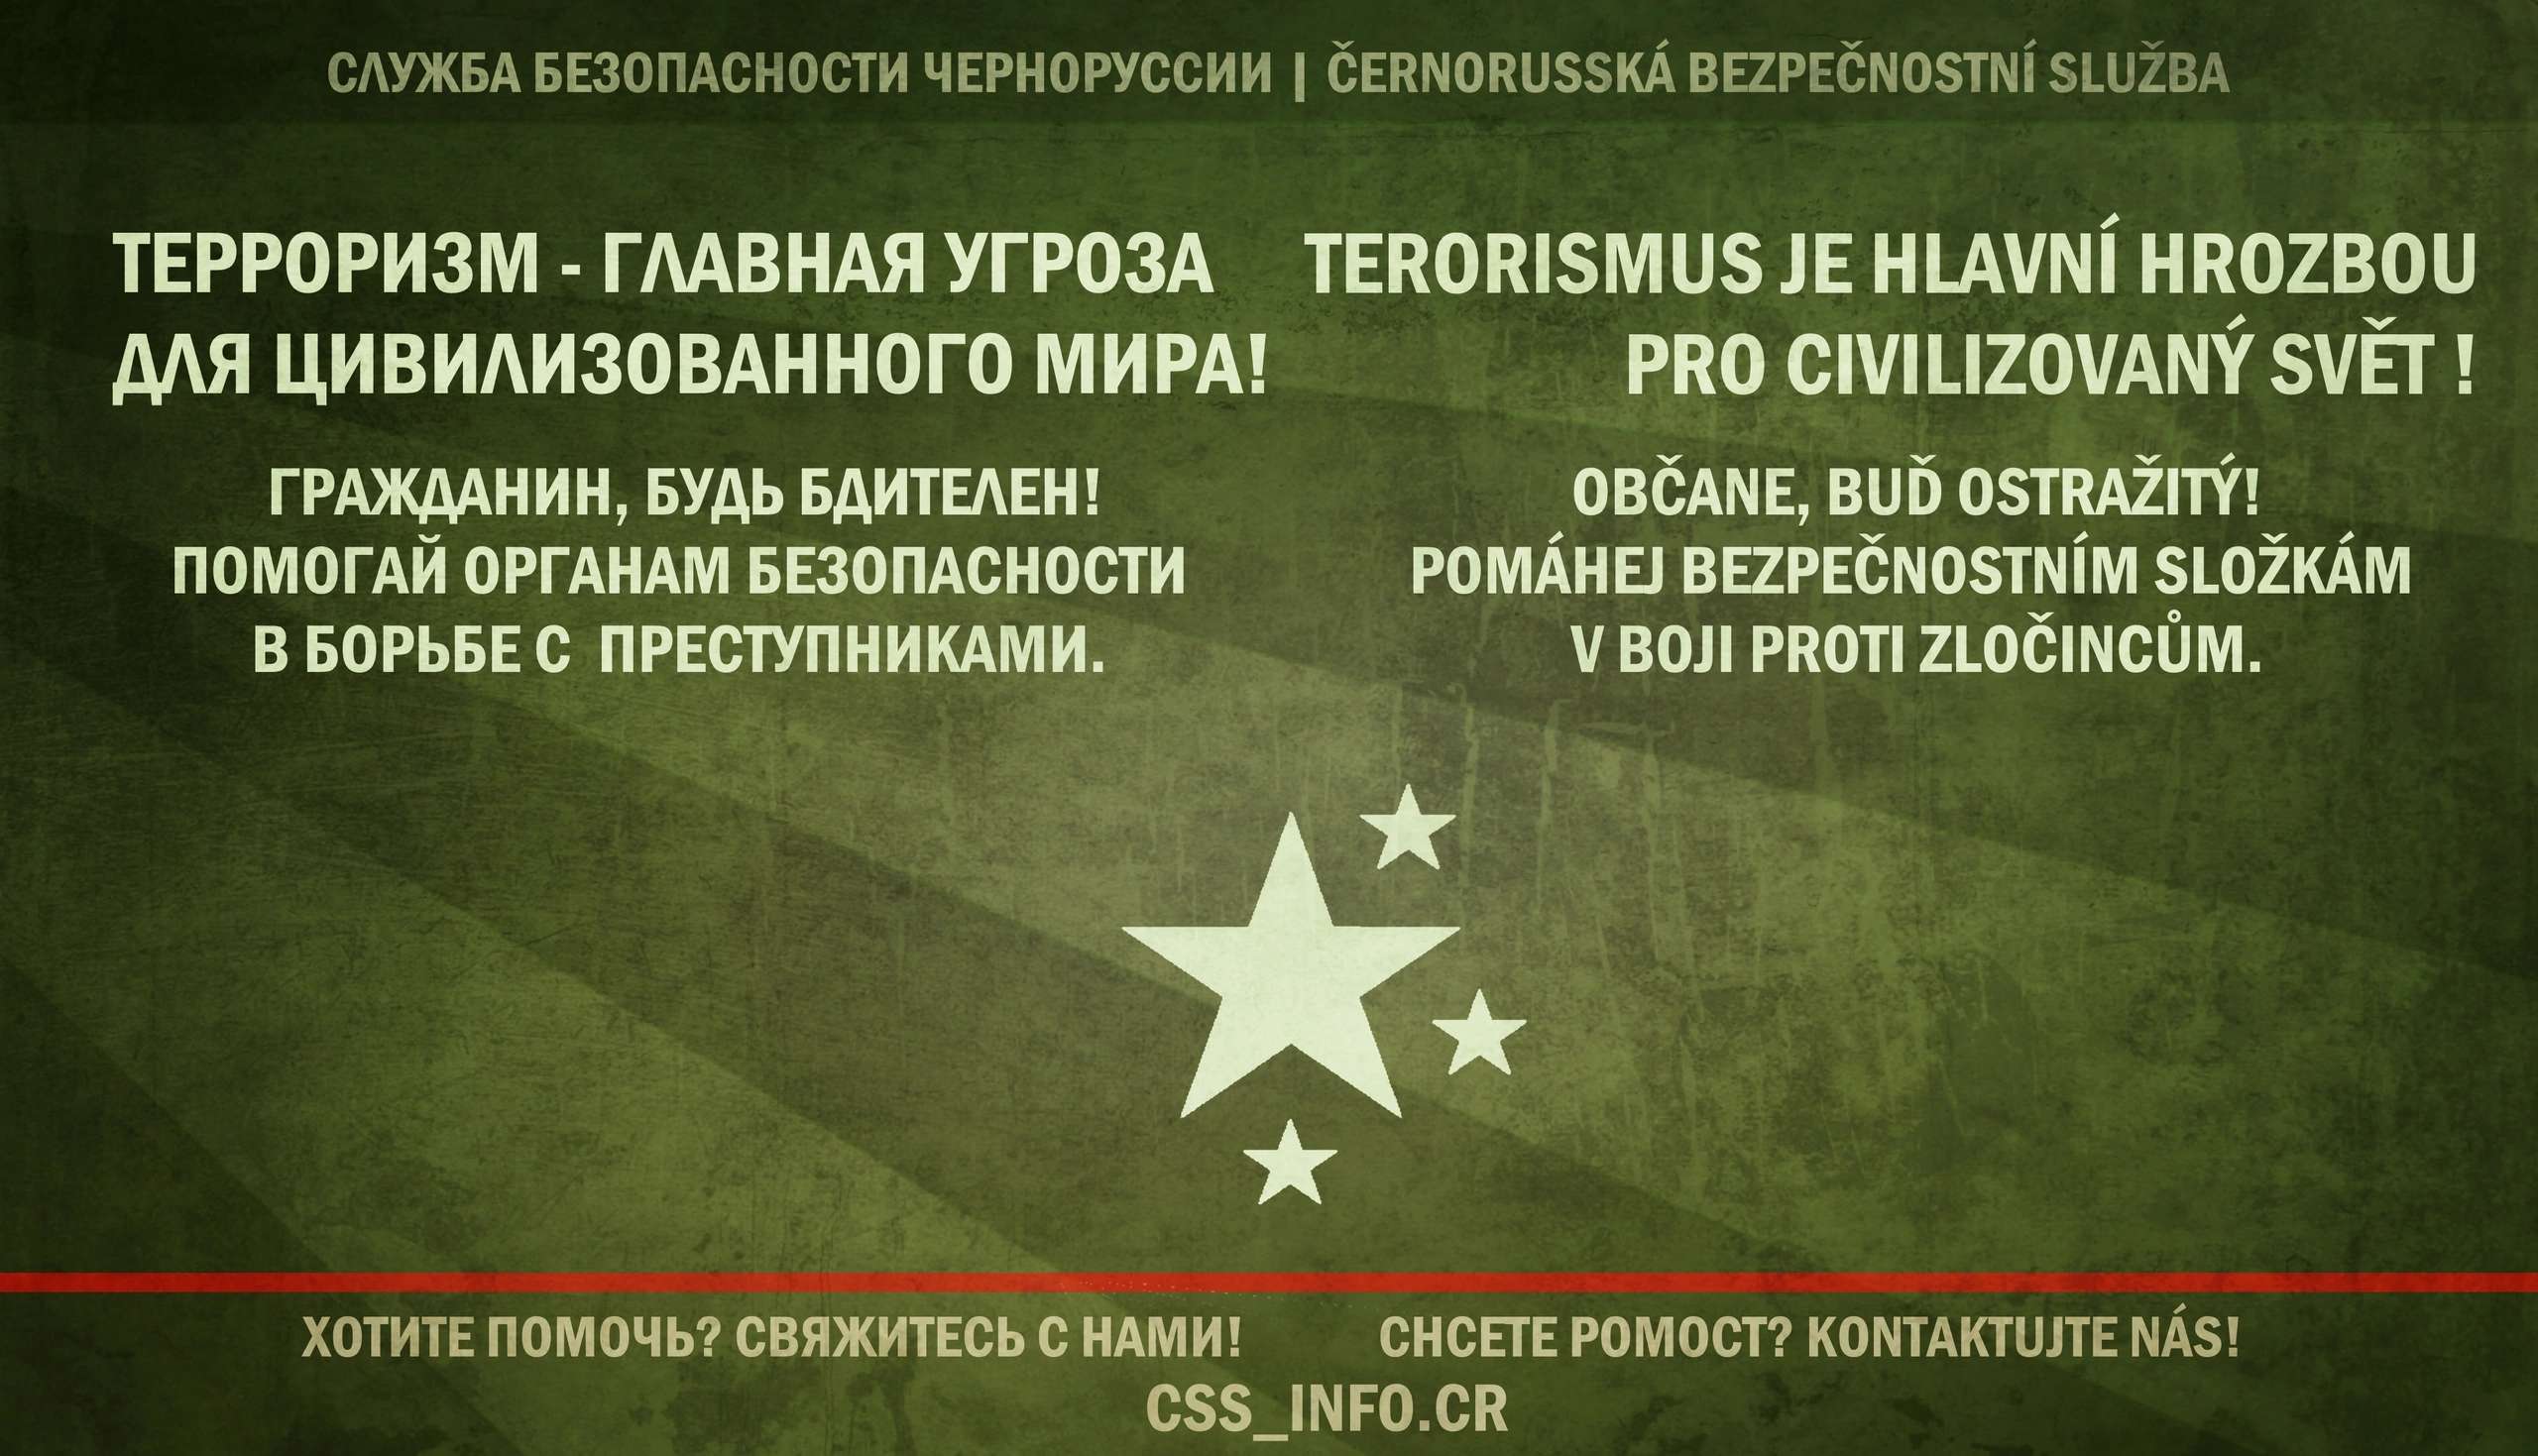 СЛУЖБА БЕЗОПАСНОСТИ ЧЕРНОРУССИИ | ČERNORUSSKÁ BEZPEČNOSTNÍ SLUŽBA
ТЕРРОРИЗМ - ГЛАВНАЯ УГРОЗА
ДЛЯ ЦИВИЛИЗОВАННОГО МИРА!
ГРАЖДАНИН, БУДЬ БДИТЕЛЕН!
ПОМОГАЙ ОРГАНАМ БЕЗОПАСНОСТИ
В БОРЬБЕ С ПРЕСТУПНИКАМИ.
TERORISMUS JE HLAVNÍ HROZBOU
PRO CIVILIZOVANÝ SVĚT !
OBČANE, BUĎ OSTRAŽITÝ!
POMÁHEJ BEZPEČNOSTNÍM SLOŽKÁM
V BOJI PROTI ZLOČINCŮM.
ХОТИТЕ ПОМОЧЬ? СВЯЖИТЕСЬ С НАМИ!
CHCETE POMOCT? KONTAKTUJTE NÁS!
CSS_INFO.CR